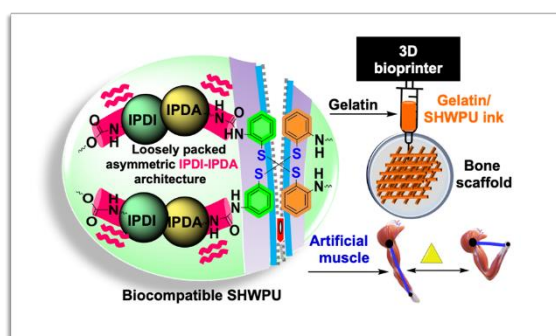 3D
bioprinter
Gelatin
Gelatin/
SHWPU ink
Bone
scaffold
O
N
H
IPDI
IPDA
H
N
O
HN
Loosely packed
asymmetric IPDI-IPDA
architecture
S
S
S
S
N
H
N
H
O
N
H
IPDI
IPDA
N
H
O
NH
Artificial
muscle
Biocompatible SHWPU